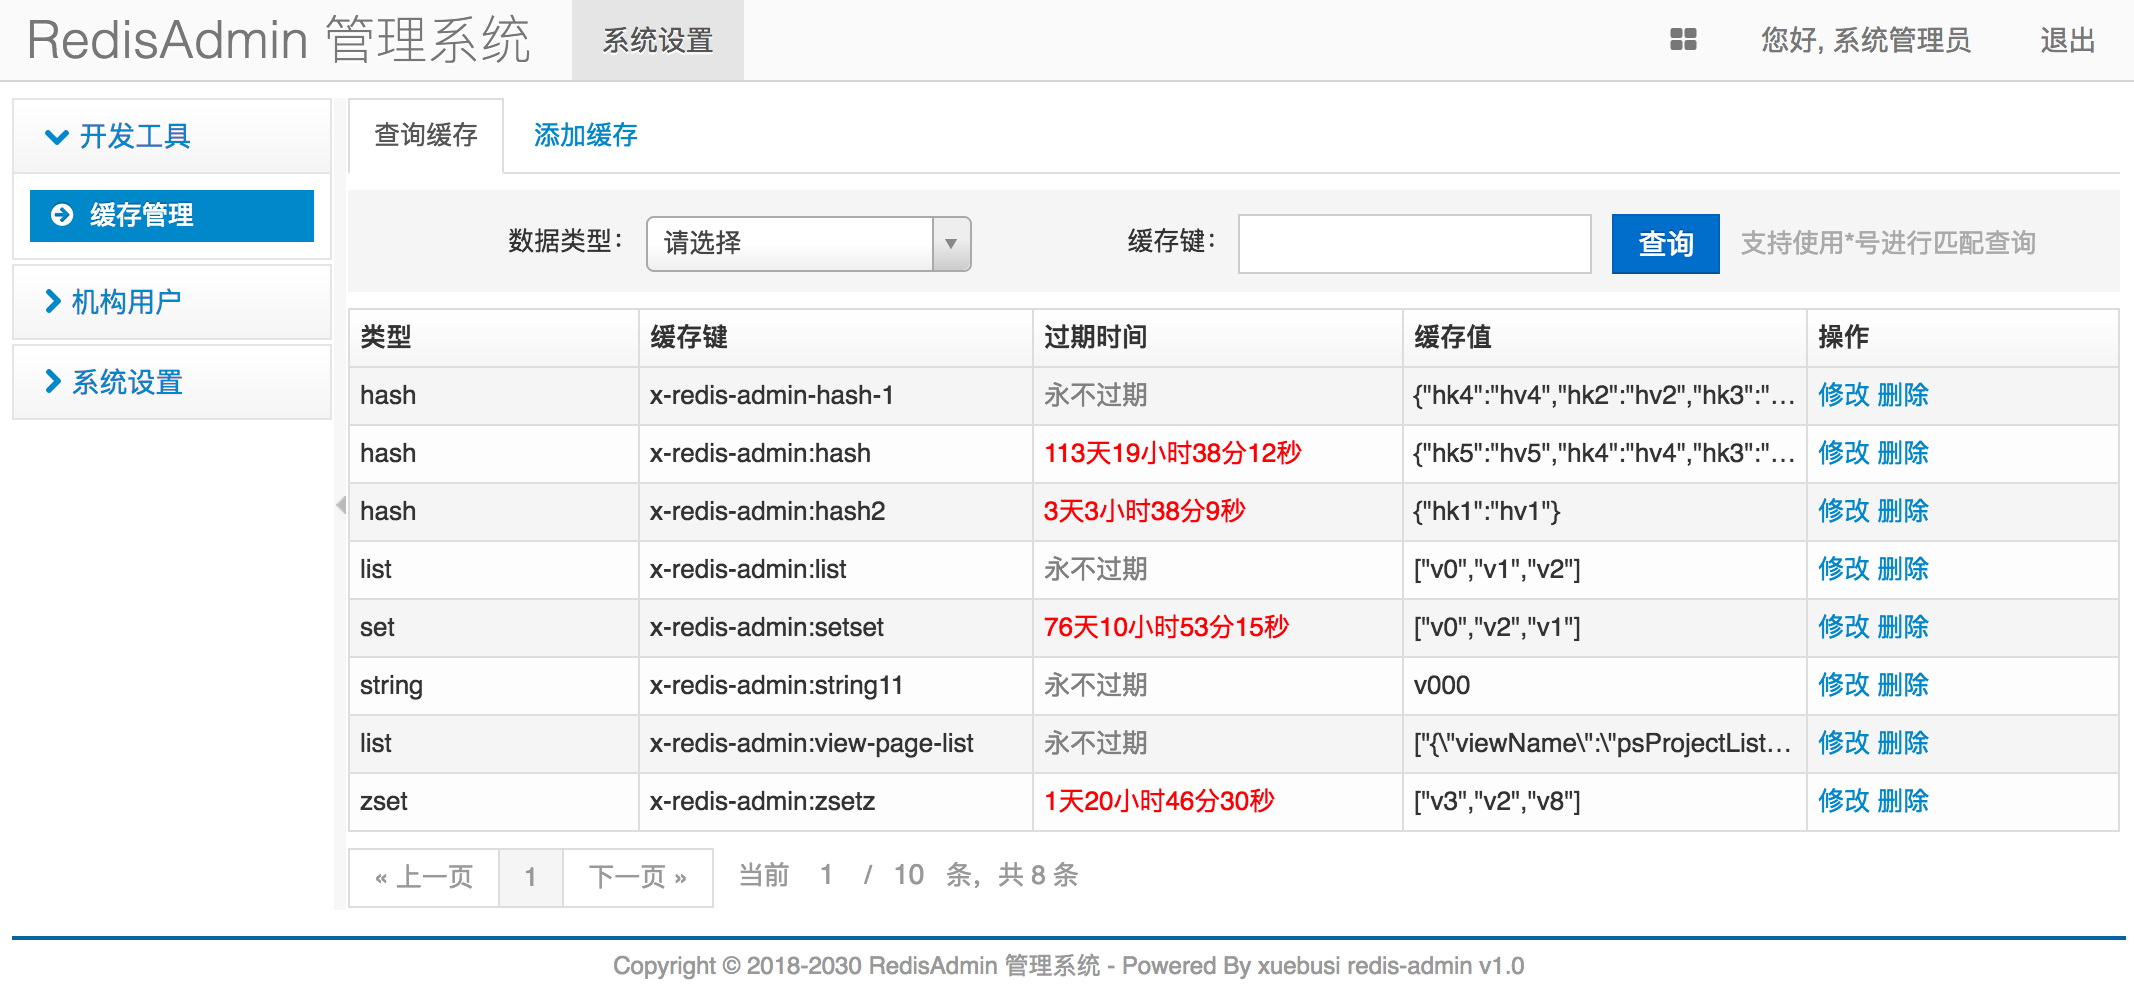 RedisAdmin 管理系统 系统设置 您好, 系统管理员 退出
开发工具
缓存管理
机构用户
系统设置
查询缓存 添加缓存
数据类型： 请选择 缓存键： 查询 支持使用*号进行匹配查询
类型 缓存键 过期时间 缓存值 操作
hash x-redis-admin-hash-1 永不过期 {"hk4":"hv4","hk2":"hv2","hk3":"... 修改 删除
hash x-redis-admin:hash 113天19小时38分12秒 {"hk5":"hv5","hk4":"hv4","hk3":"... 修改 删除
hash x-redis-admin:hash2 3天3小时38分9秒 {"hk1":"hv1"} 修改 删除
list x-redis-admin:list 永不过期 ["v0","v1","v2"] 修改 删除
set x-redis-admin:setset 76天10小时53分15秒 ["v0","v2","v1"] 修改 删除
string x-redis-admin:string11 永不过期 v000 修改 删除
list x-redis-admin:view-page-list 永不过期 ["{\"viewName\":\"psProjectList... 修改 删除
zset x-redis-admin:zsetz 1天20小时46分30秒 ["v3","v2","v8"] 修改 删除
« 上一页 1 下一页 » 当前 1 / 10 条，共 8 条
Copyright © 2018-2030 RedisAdmin 管理系统 - Powered By xuebusi redis-admin v1.0